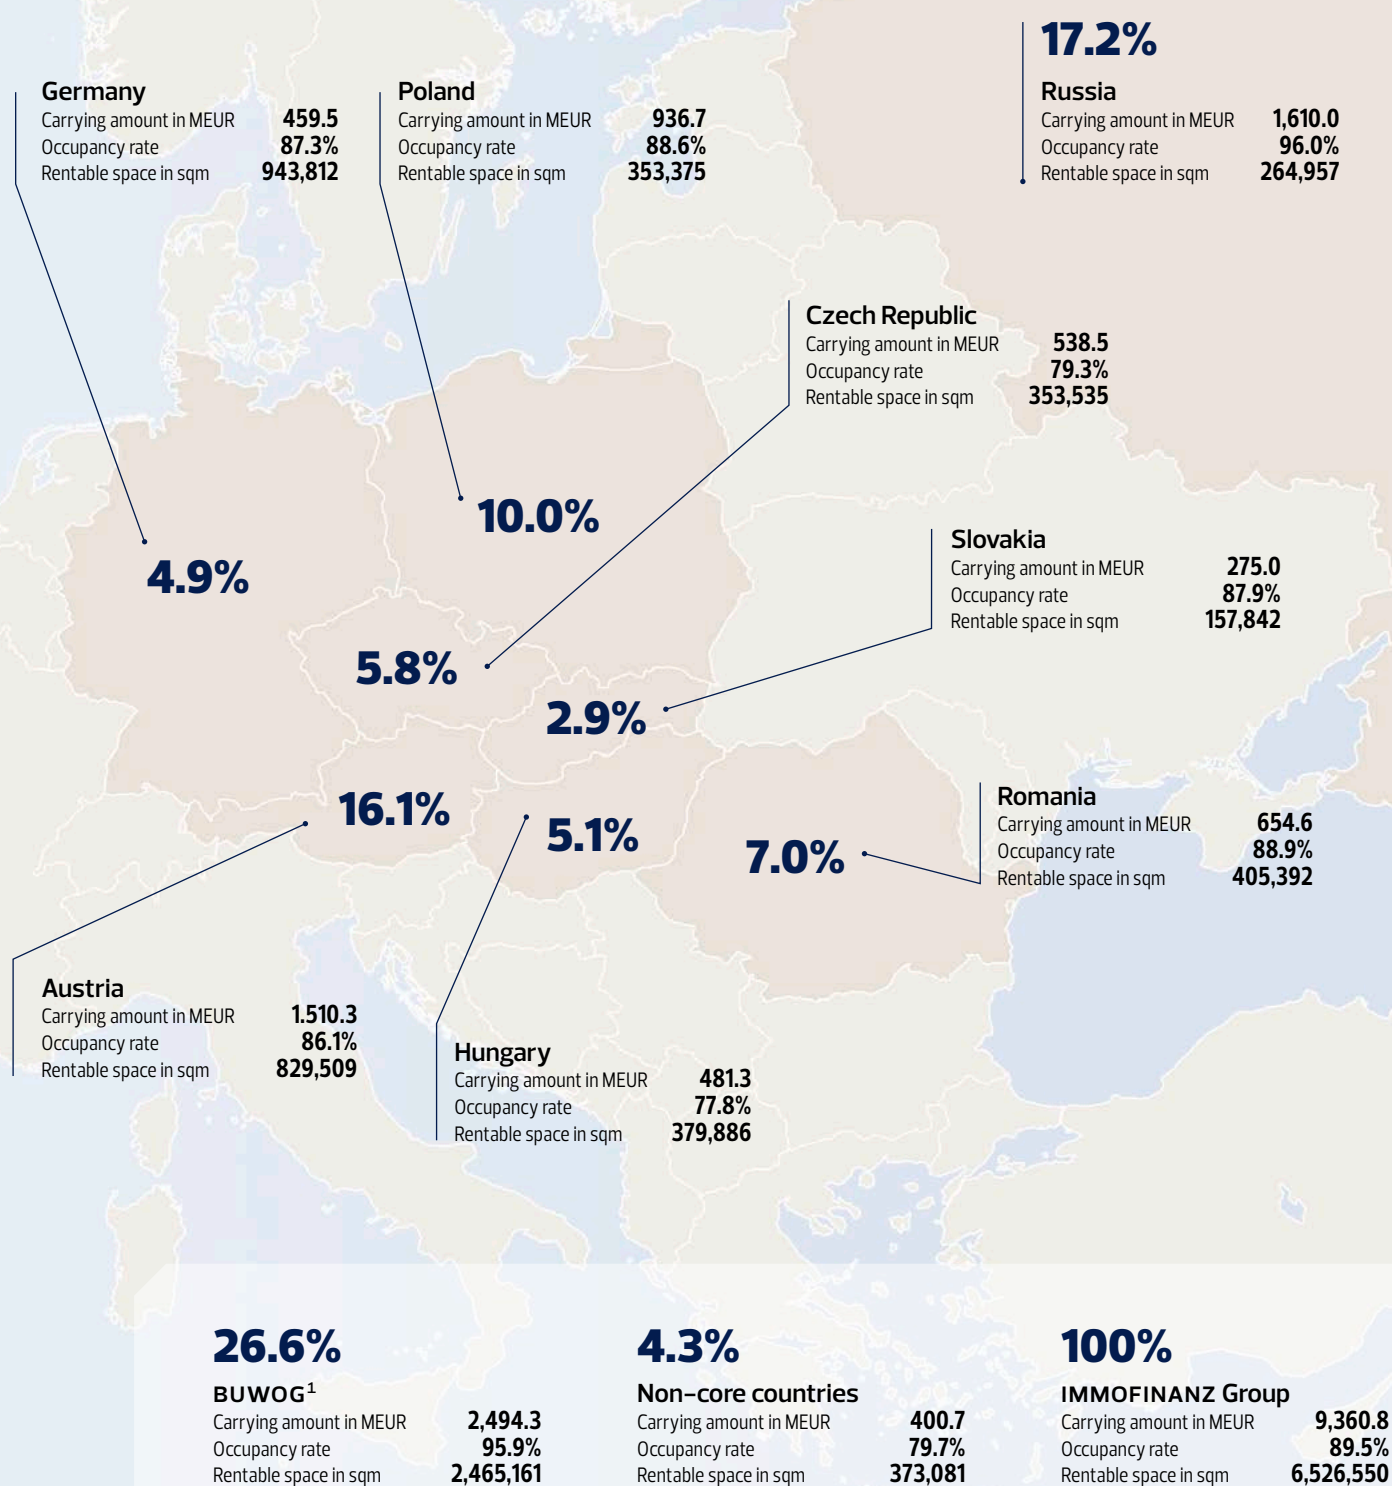 17.2%
Russia
Carrying amount in MEUR 1,610.0
Occupancy rate 96.0%
Rentable space in sqm 264,957
Germany
Carrying amount in MEUR 459.5
Occupancy rate 87.3%
Rentable space in sqm 943,812
Poland
Carrying amount in MEUR 936.7
Occupancy rate 88.6%
Rentable space in sqm 353,375
Czech Republic
Carrying amount in MEUR 538.5
Occupancy rate 79.3%
Rentable space in sqm 353,535
10.0%
4.9%
Slovakia
Carrying amount in MEUR 275.0
Occupancy rate 87.9%
Rentable space in sqm 157,842
5.8%
2.9%
16.1%
5.1%
7.0%
Romania
Carrying amount in MEUR 654.6
Occupancy rate 88.9%
Rentable space in sqm 405,392
Austria
Carrying amount in MEUR 1.510.3
Occupancy rate 86.1%
Rentable space in sqm 829,509
Hungary
Carrying amount in MEUR 481.3
Occupancy rate 77.8%
Rentable space in sqm 379,886
26.6%
BUWOG¹
Carrying amount in MEUR 2,494.3
Occupancy rate 95.9%
Rentable space in sqm 2,465,161
4.3%
Non-core countries
Carrying amount in MEUR 400.7
Occupancy rate 79.7%
Rentable space in sqm 373,081
100%
IMMOFINANZ Group
Carrying amount in MEUR 9,360.8
Occupancy rate 89.5%
Rentable space in sqm 6,526,550